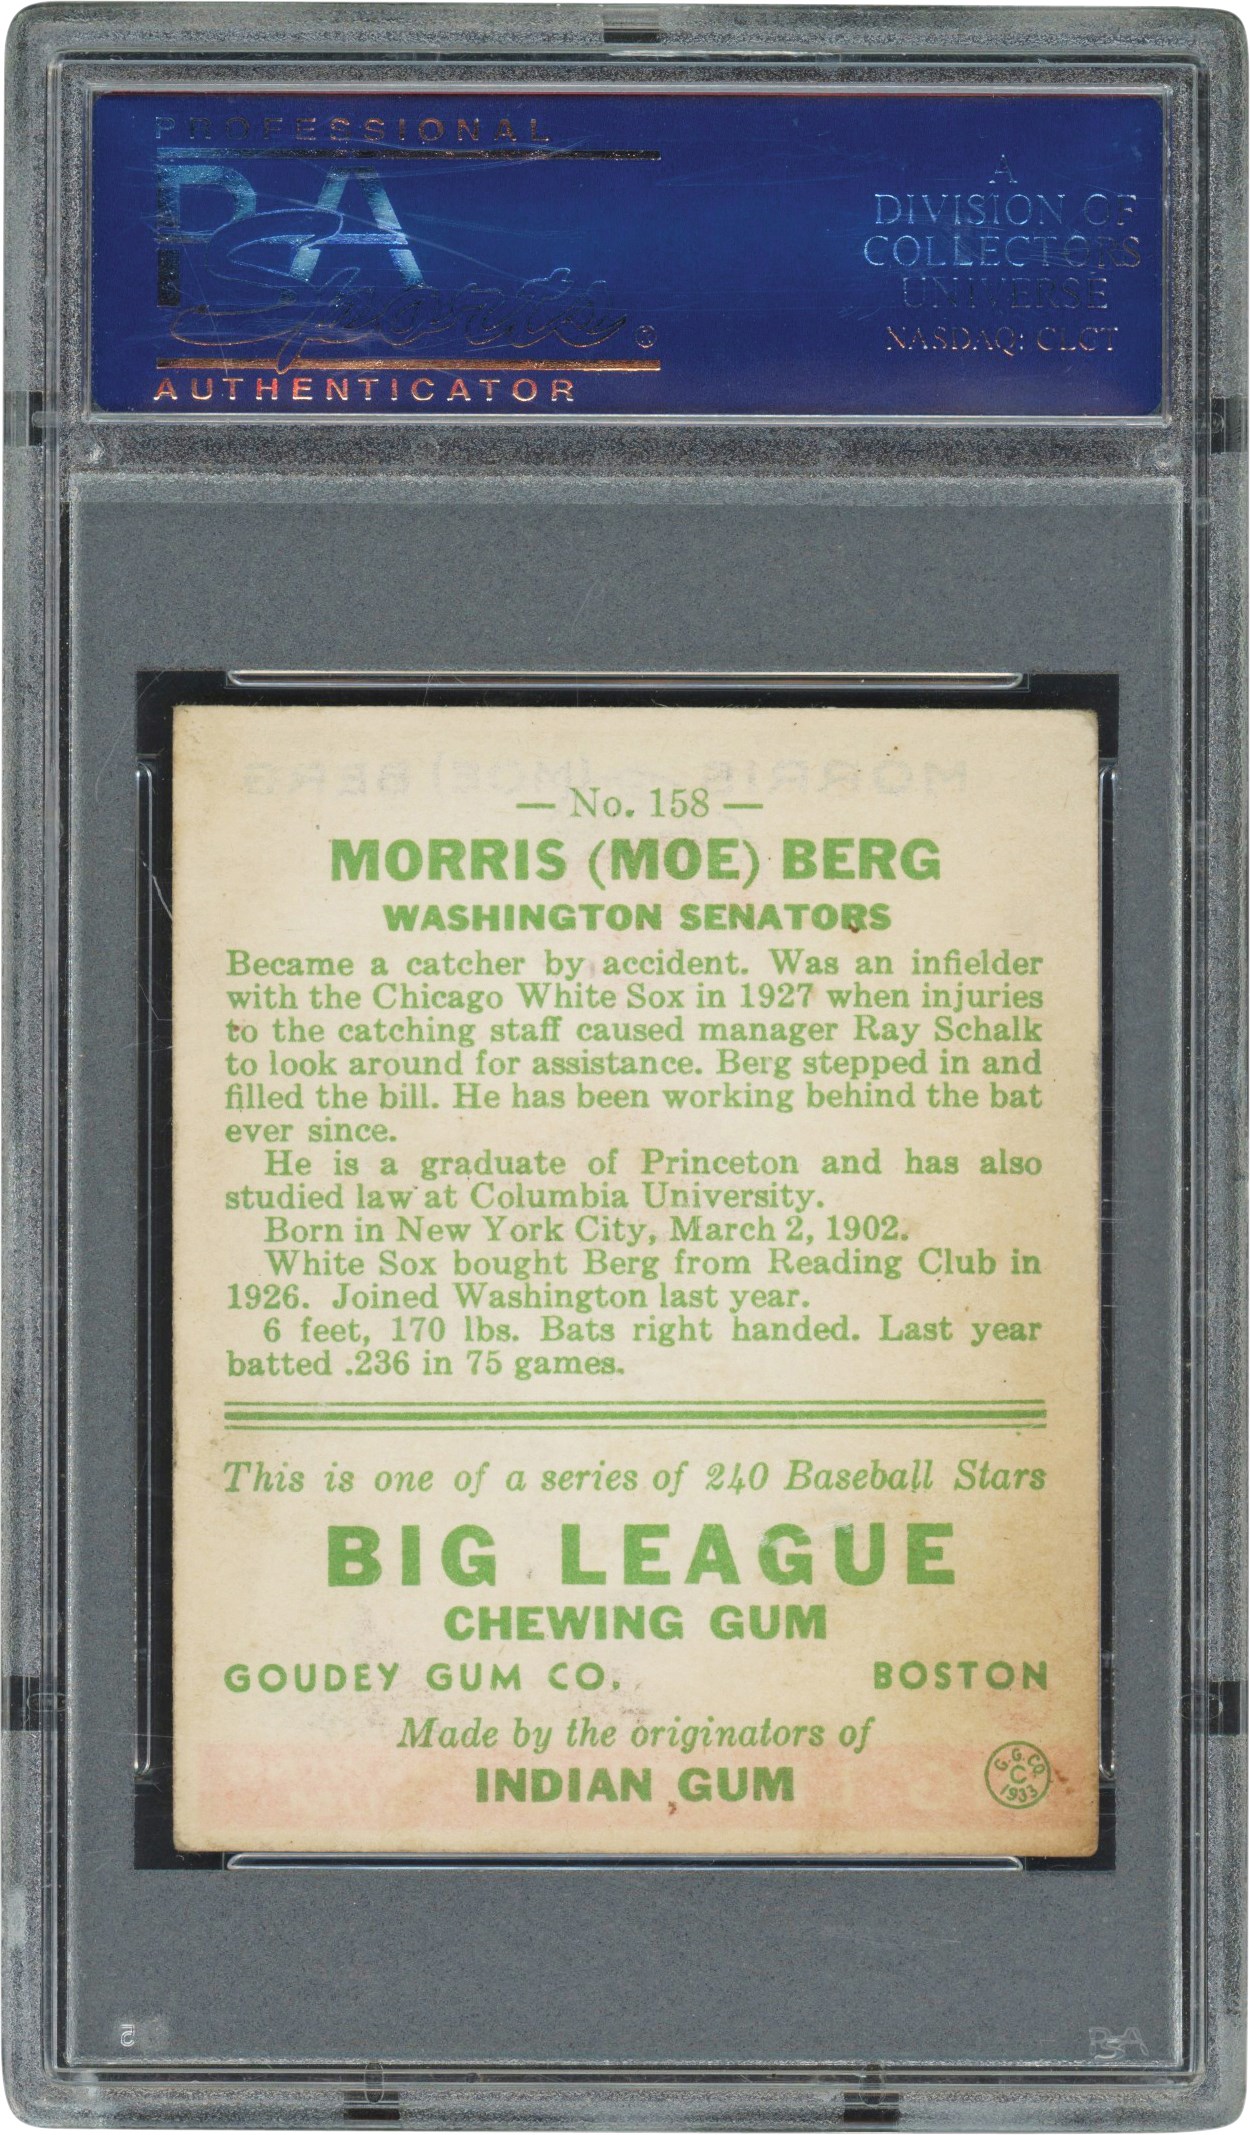 PROFESSIONAL
PSA
Sports
®
AUTHENTICATOR
A
DIVISION OF
COLLECTORS
UNIVERSE
NASDAQ: CLCT
MORRIS (MOE) BERG
— No. 158 —
MORRIS (MOE) BERG
WASHINGTON SENATORS
Became a catcher by accident. Was an infielder
with the Chicago White Sox in 1927 when injuries
to the catching staff caused manager Ray Schalk
to look around for assistance. Berg stepped in and
filled the bill. He has been working behind the bat
ever since.
He is a graduate of Princeton and has also
studied law at Columbia University.
Born in New York City, March 2, 1902.
White Sox bought Berg from Reading Club in
1926. Joined Washington last year.
6 feet, 170 lbs. Bats right handed. Last year
batted .236 in 75 games.
This is one of a series of 240 Baseball Stars
BIG LEAGUE
CHEWING GUM
GOUDEY GUM CO. BOSTON
Made by the originators of
INDIAN GUM
G.G.CO.
C
1933
PSA